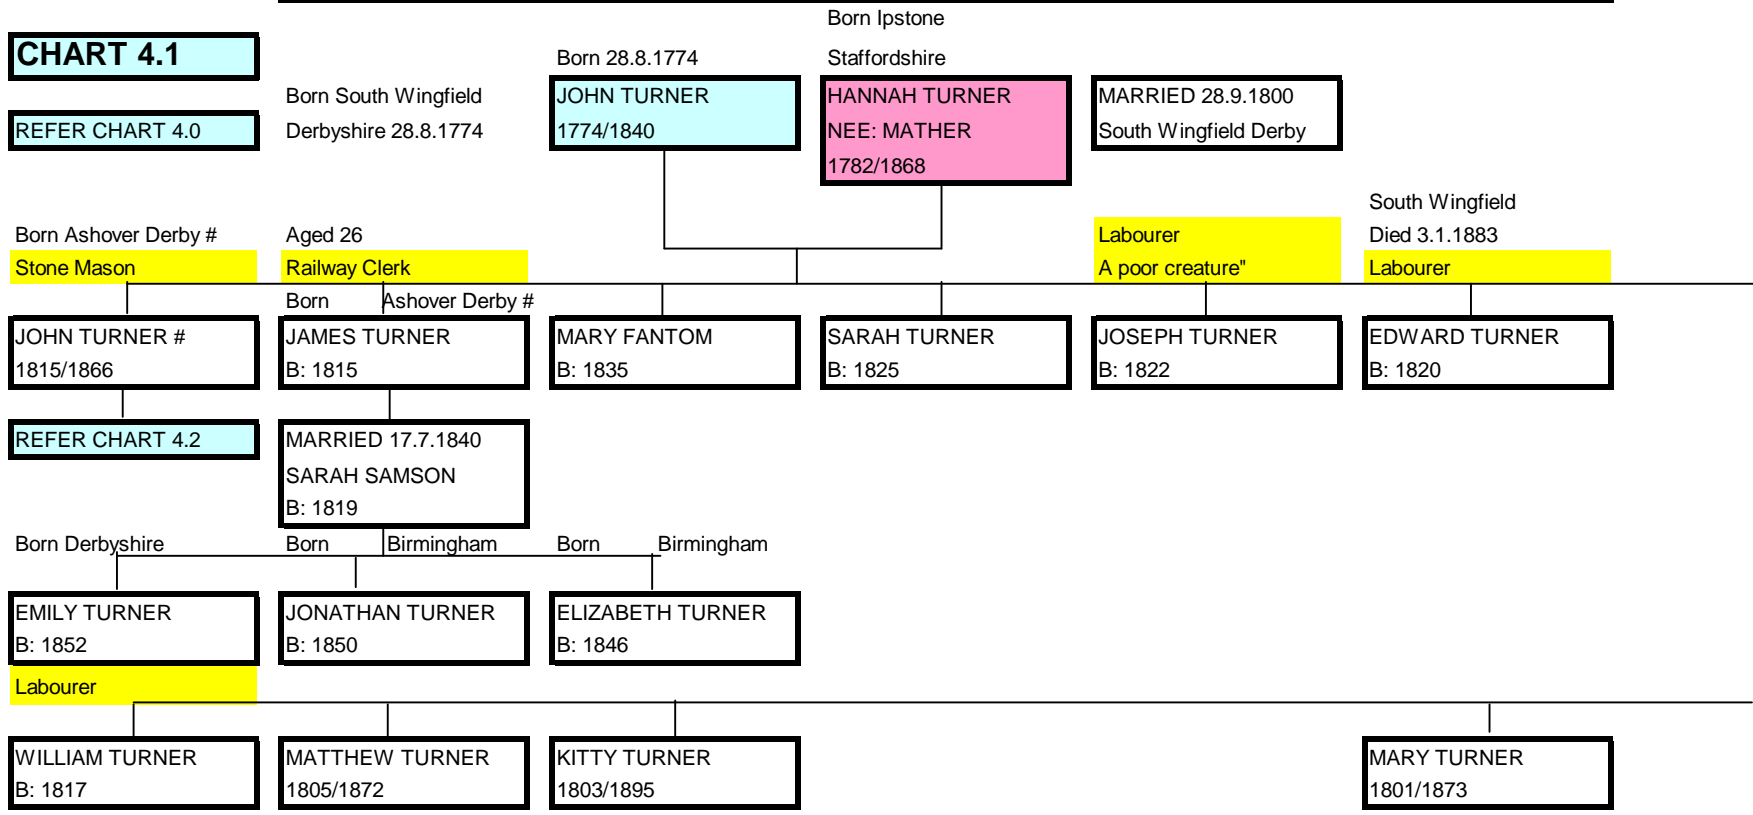 Born Ipstone
CHART 4.1
Born 28.8.1774
Staffordshire
Born South Wingfield
JOHN TURNER
HANNAH TURNER
MARRIED 28.9.1800
REFER CHART 4.0
Derbyshire 28.8.1774
1774/1840
NEE: MATHER
South Wingfield Derby
1782/1868
South Wingfield
Born Ashover Derby #
Aged 26
Labourer
Died 3.1.1883
Stone Mason
Railway Clerk
A poor creature"
Labourer
Born Ashover Derby #
JOHN TURNER #
JAMES TURNER
MARY FANTOM
SARAH TURNER
JOSEPH TURNER
EDWARD TURNER
1815/1866
B: 1815
B: 1835
B: 1825
B: 1822
B: 1820
REFER CHART 4.2
MARRIED 17.7.1840
SARAH SAMSON
B: 1819
Born Derbyshire
Born Birmingham
Born Birmingham
EMILY TURNER
JONATHAN TURNER
ELIZABETH TURNER
B: 1852
B: 1850
B: 1846
Labourer
WILLIAM TURNER
MATTHEW TURNER
KITTY TURNER
MARY TURNER
B: 1817
1805/1872
1803/1895
1801/1873